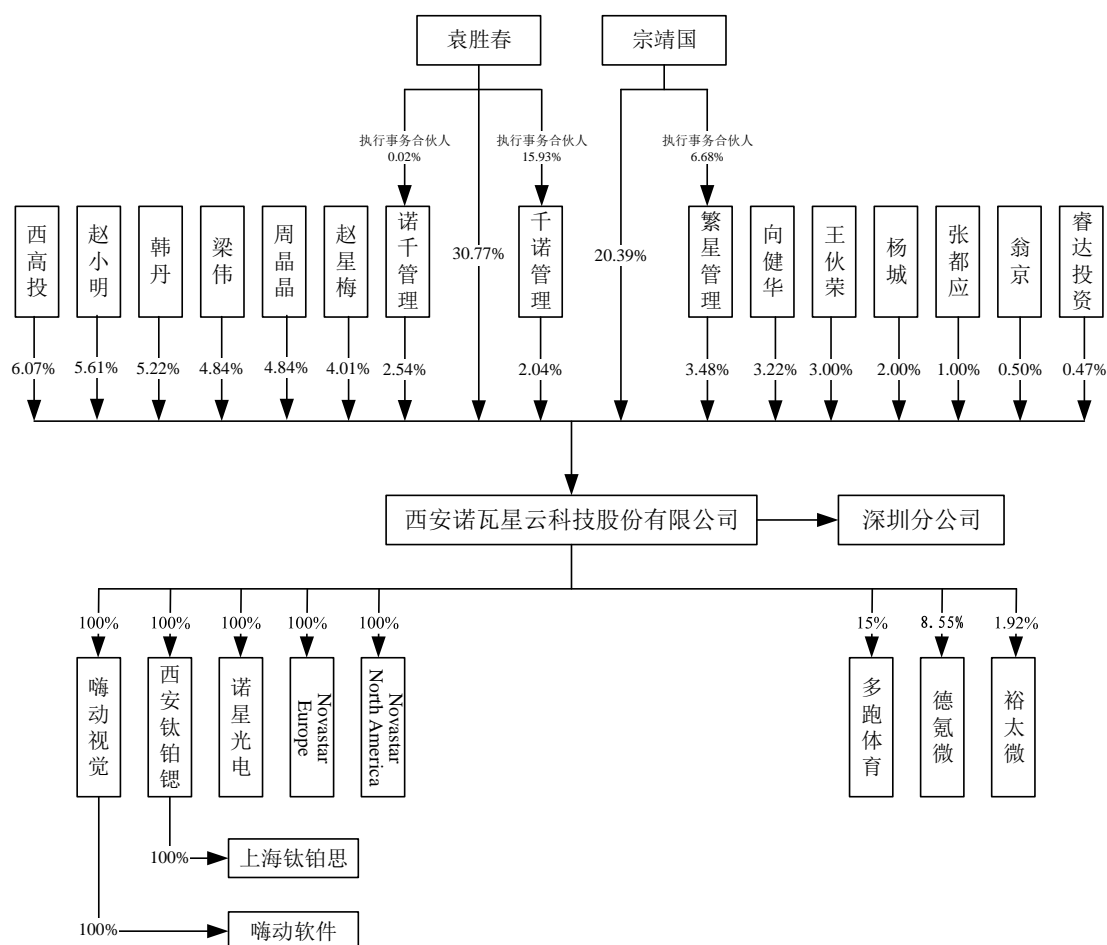 袁胜春
宗靖国
执行事务合伙人
0.02%
执行事务合伙人
15.93%
执行事务合伙人
6.68%
西高投
赵小明
韩丹
梁伟
周晶晶
赵星梅
诺千管理
30.77%
千诺管理
20.39%
繁星管理
向健华
王伙荣
杨城
张都应
翁京
睿达投资
6.07%
5.61%
5.22%
4.84%
4.84%
4.01%
2.54%
2.04%
3.48%
3.22%
3.00%
2.00%
1.00%
0.50%
0.47%
西安诺瓦星云科技股份有限公司
深圳分公司
100%
100%
100%
100%
100%
15%
8.55%
1.92%
嗨动视觉
西安钛铂锶
诺星光电
Novastar
Europe
Novastar
North America
多跑体育
德氪微
裕太微
100%
上海钛铂思
100%
嗨动软件